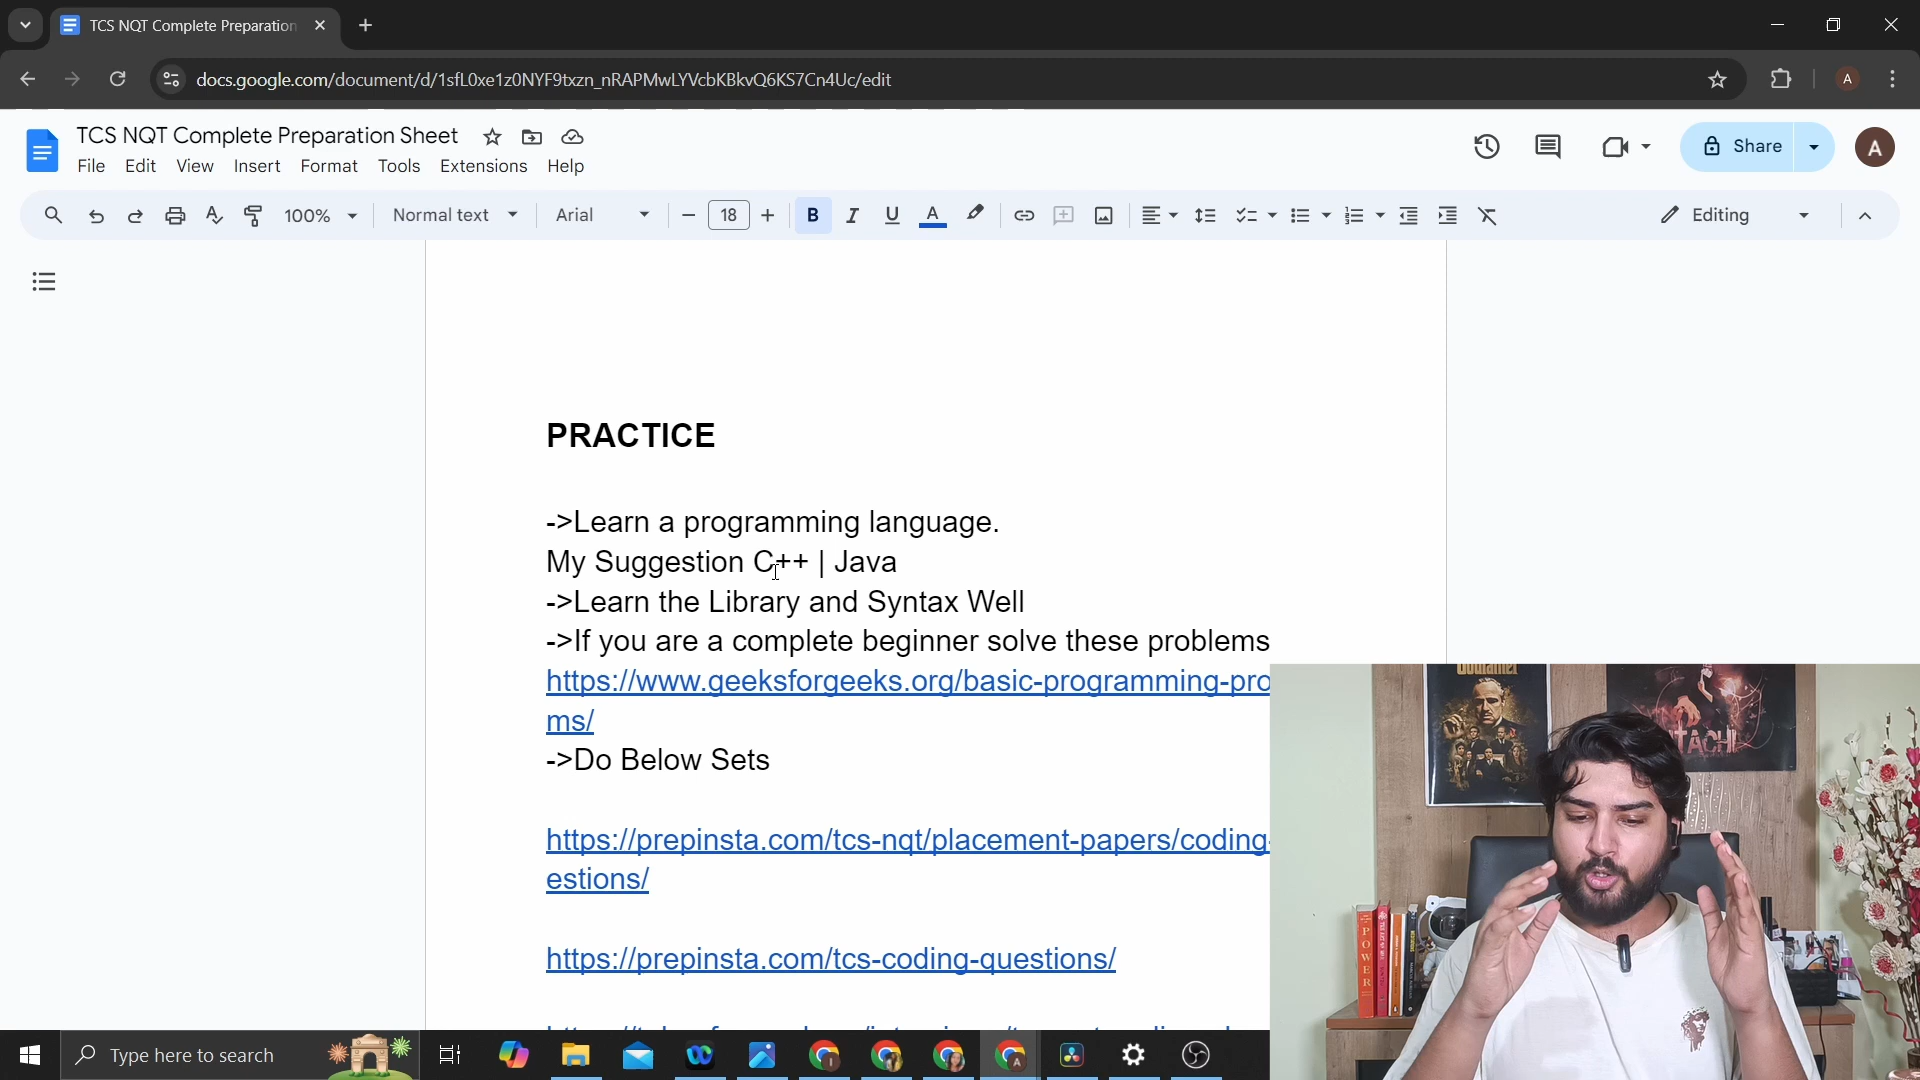 TCS NQT Complete Preparation
docs.google.com/document/d/1sfL0xe1z0NYF9txzn_nRAPMwLYVcbKBkvQ6KS7Cn4Uc/edit
A
TCS NQT Complete Preparation Sheet
Share
A
File Edit View Insert Format Tools Extensions Help
100% Normal text Arial 18 B I U A Editing
PRACTICE
->Learn a programming language.
My Suggestion C++ | Java
->Learn the Library and Syntax Well
->If you are a complete beginner solve these problems
https://www.geeksforgeeks.org/basic-programming-pro
ms/
->Do Below Sets
https://prepinsta.com/tcs-nqt/placement-papers/coding-
estions/
https://prepinsta.com/tcs-coding-questions/
Godfather
ITACHI
POWER
Type here to search